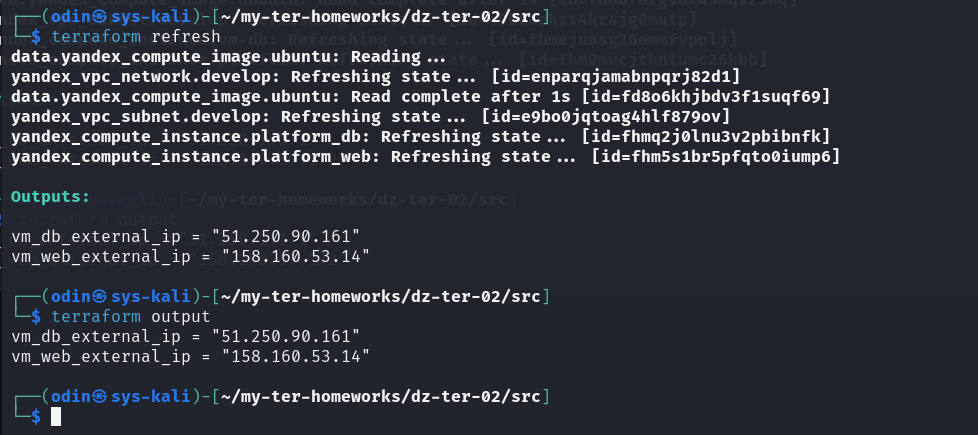 ┌──(odin㉿sys-kali)-[~/my-ter-homeworks/dz-ter-02/src]
└─$ terraform refresh
data.yandex_compute_image.ubuntu: Reading...
yandex_vpc_network.develop: Refreshing state... [id=enparqjamabnpqrj82d1]
data.yandex_compute_image.ubuntu: Read complete after 1s [id=fd8o6khjbdv3f1suqf69]
yandex_vpc_subnet.develop: Refreshing state... [id=e9bo0jqtoag4hlf879ov]
yandex_compute_instance.platform_db: Refreshing state... [id=fhmq2j0lnu3v2pbibnfk]
yandex_compute_instance.platform_web: Refreshing state... [id=fhm5s1br5pfqto0iump6]
Outputs:
vm_db_external_ip = "51.250.90.161"
vm_web_external_ip = "158.160.53.14"
┌──(odin㉿sys-kali)-[~/my-ter-homeworks/dz-ter-02/src]
└─$ terraform output
vm_db_external_ip = "51.250.90.161"
vm_web_external_ip = "158.160.53.14"
┌──(odin㉿sys-kali)-[~/my-ter-homeworks/dz-ter-02/src]
└─$